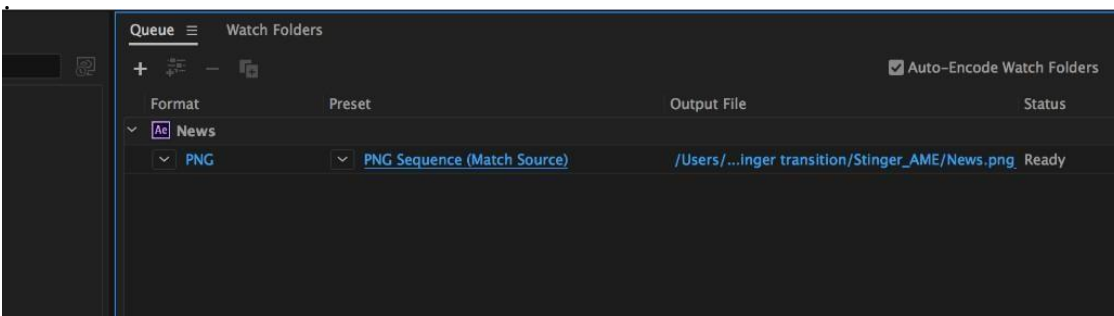 Queue Watch Folders
Auto-Encode Watch Folders
Format Preset Output File Status
Ae News
PNG PNG Sequence (Match Source) /Users/...inger transition/Stinger_AME/News.png Ready